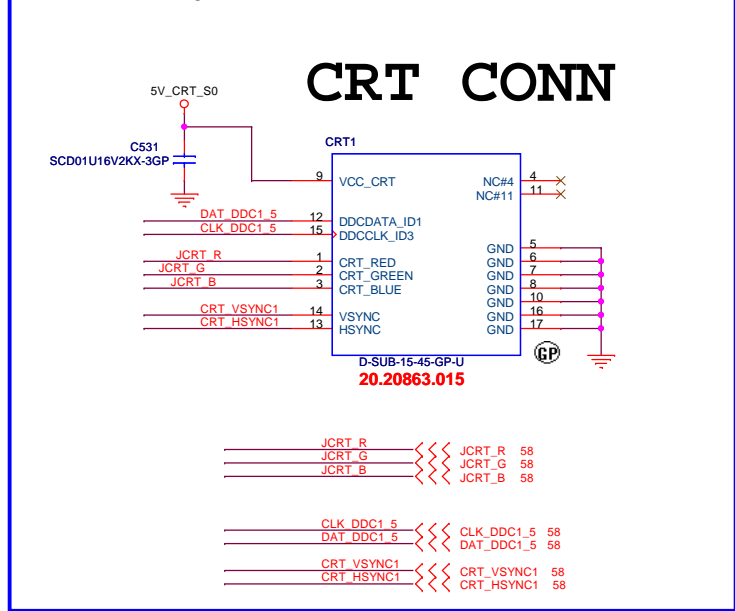 CRT CONN
5V_CRT_S0
C531
SCD01U16V2KX-3GP
CRT1
9 VCC_CRT NC#4 4
NC#11 11
DAT_DDC1_5 12 DDCDATA_ID1
CLK_DDC1_5 15 DDCCLK_ID3
GND 5
JCRT_R 1 CRT_RED GND 6
JCRT_G 2 CRT_GREEN GND 7
JCRT_B 3 CRT_BLUE GND 8
GND 10
CRT_VSYNC1 14 VSYNC GND 16
CRT_HSYNC1 13 HSYNC GND 17
D-SUB-15-45-GP-U
GP
20.20863.015
JCRT_R JCRT_R 58
JCRT_G JCRT_G 58
JCRT_B JCRT_B 58
CLK_DDC1_5 CLK_DDC1_5 58
DAT_DDC1_5 DAT_DDC1_5 58
CRT_VSYNC1 CRT_VSYNC1 58
CRT_HSYNC1 CRT_HSYNC1 58